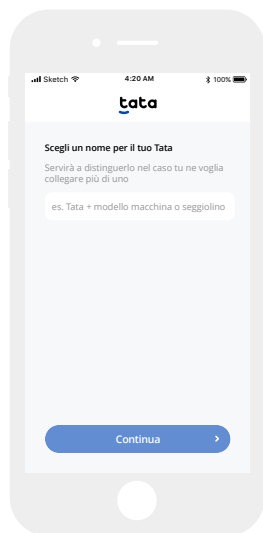 Sketch 4:20 AM 100%
tata
Scegli un nome per il tuo Tata
Servirà a distinguerlo nel caso tu ne voglia
collegare più di uno
es. Tata + modello macchina o seggiolino
Continua